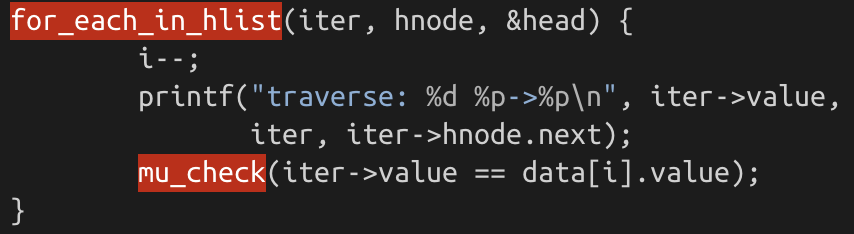 for_each_in_hlist(iter, hnode, &head) {
        i--;
        printf("traverse: %d %p->%p\n", iter->value,
               iter, iter->hnode.next);
        mu_check(iter->value == data[i].value);
}